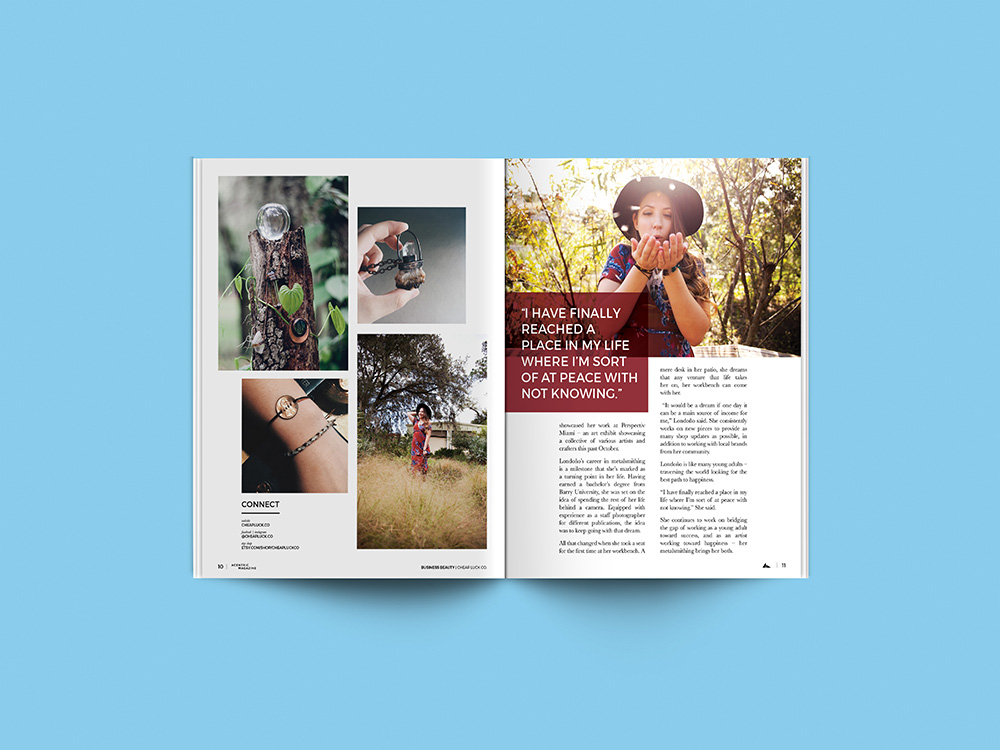 CONNECT
website
CHEAPLUCK.CO
facebook | instagram
@CHEAPLUCK.CO
etsy shop
ETSY.COM/SHOP/CHEAPLUCKCO
10
ACENTRIC
MAGAZINE
BUSINESS BEAUTY | CHEAP LUCK CO.
“I HAVE FINALLY
REACHED A
PLACE IN MY LIFE
WHERE I’M SORT
OF AT PEACE WITH
NOT KNOWING.”
showcased her work at Perspectiv
Miami – an art exhibit showcasing
a collective of various artists and
crafters this past October.
Londoño’s career in metalsmithing
is a milestone that she’s marked as
a turning point in her life. Having
earned a bachelor’s degree from
Barry University, she was set on the
idea of spending the rest of her life
behind a camera. Equipped with
experience as a staff photographer
for different publications, the idea
was to keep going with that dream.
All that changed when she took a seat
for the first time at her workbench. A
mere desk in her patio, she dreams
that any venture that life takes
her on, her workbench can come
with her.
“It would be a dream if one day it
can be a main source of income for
me,” Londoño said. She consistently
works on new pieces to provide as
many shop updates as possible, in
addition to working with local brands
from her community.
Londoño is like many young adults –
traversing the world looking for the
best path to happiness.
“I have finally reached a place in my
life where I’m sort of at peace with
not knowing.” She said.
She continues to work on bridging
the gap of working as a young adult
toward success, and as an artist
working toward happiness – her
metalsmithing brings her both.
11